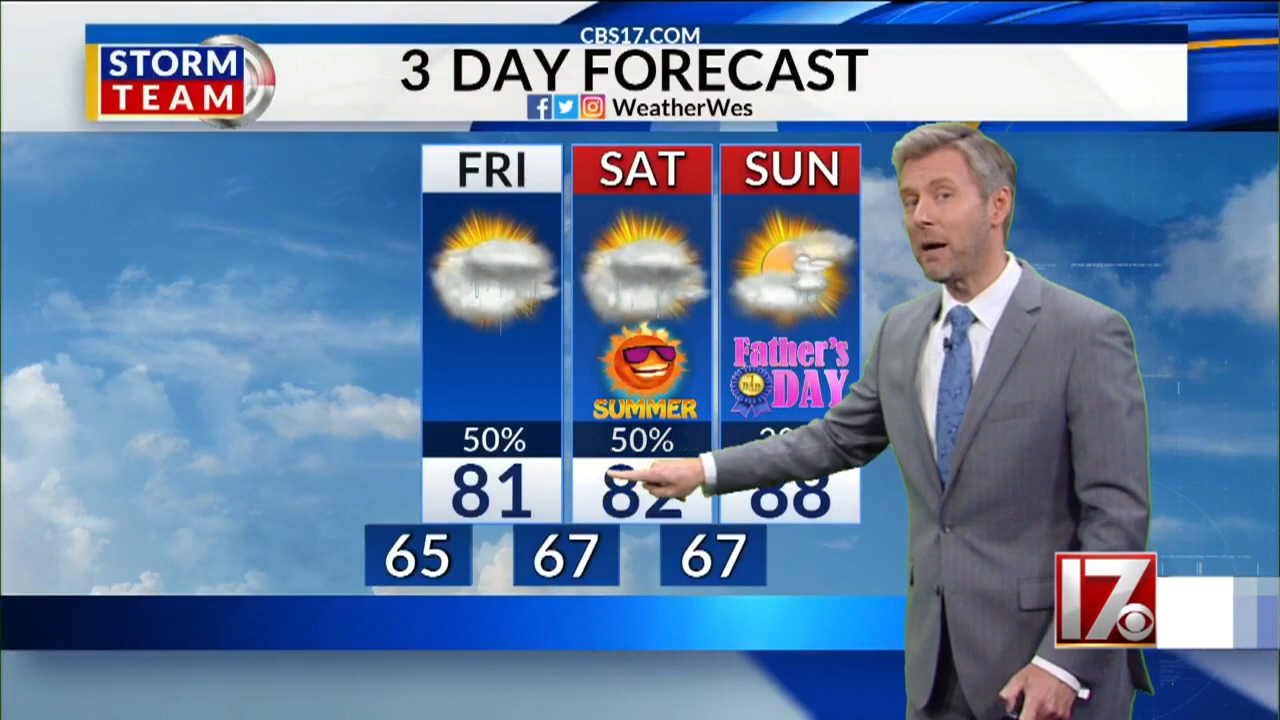 CBS17.COM
STORM
TEAM
3 DAY FORECAST
WeatherWes
FRI
SAT
SUN
SUMMER
Father's
DAY
50%
50%
81
82
88
65
67
67
17